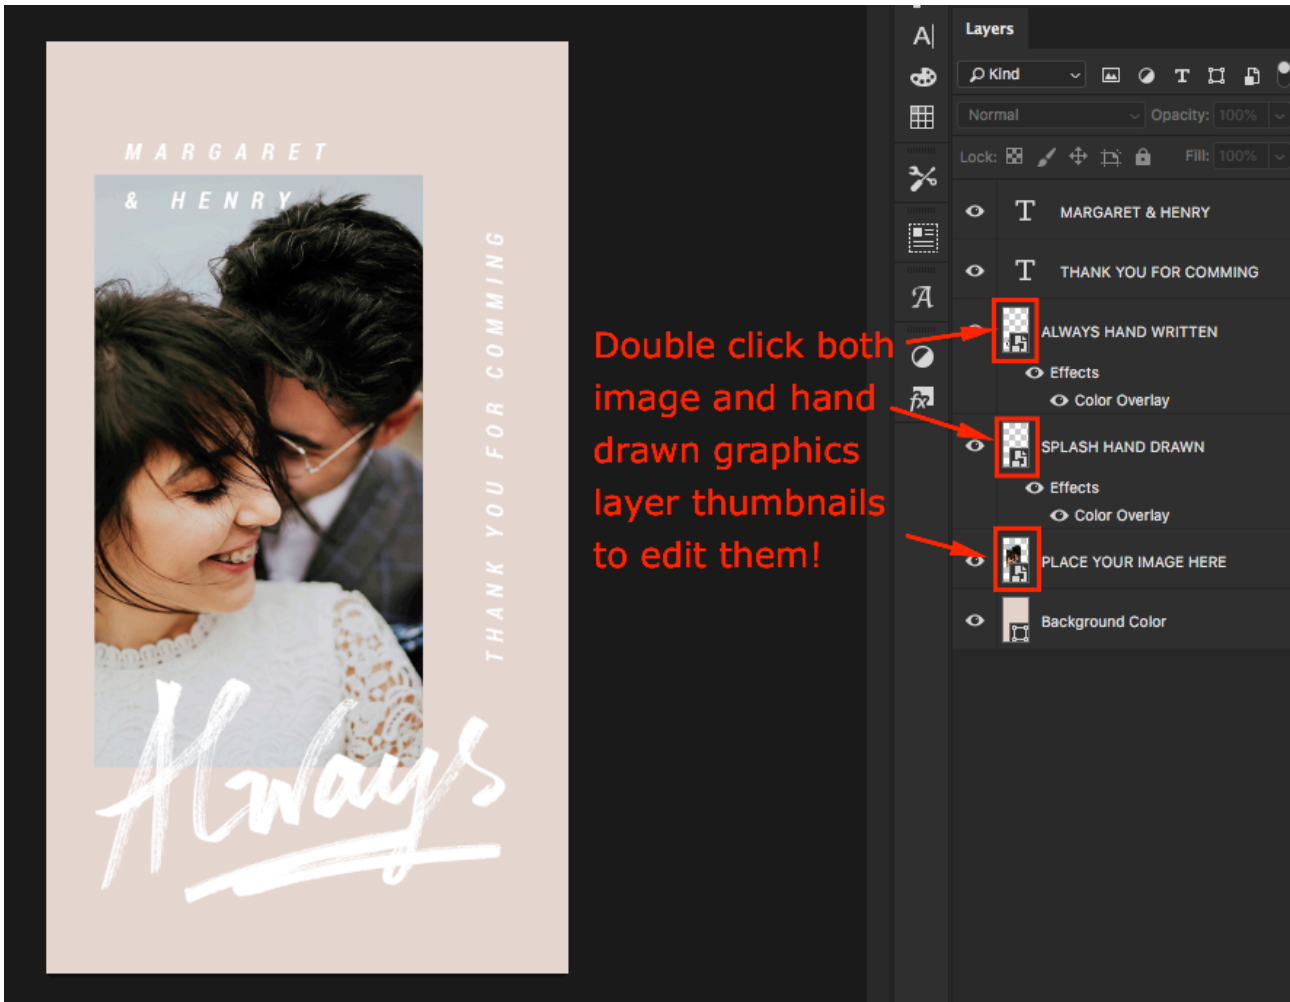 MARGARET
& HENRY
THANK YOU FOR COMMING
Always
Double click both
image and hand
drawn graphics
layer thumbnails
to edit them!
A|
A
fx
Layers
Kind
T
Normal
Opacity: 100%
Lock:
Fill: 100%
T MARGARET & HENRY
T THANK YOU FOR COMMING
ALWAYS HAND WRITTEN
Effects
Color Overlay
SPLASH HAND DRAWN
Effects
Color Overlay
PLACE YOUR IMAGE HERE
Background Color